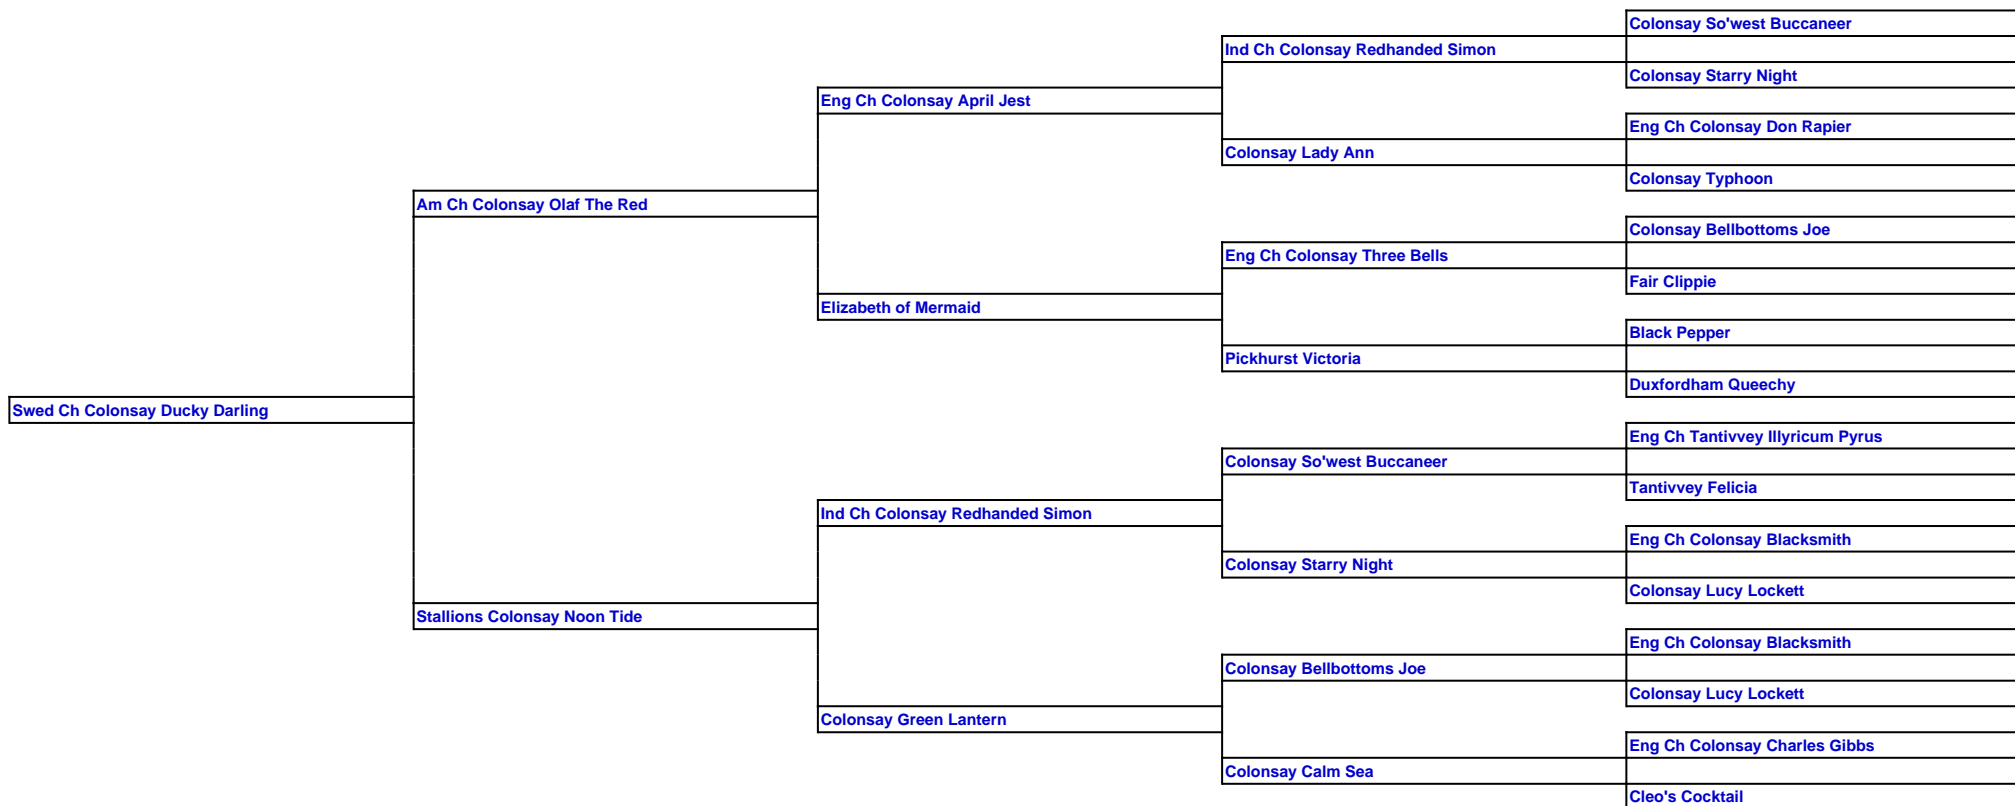 Colonsay So'west Buccaneer
Ind Ch Colonsay Redhanded Simon
Colonsay Starry Night
Eng Ch Colonsay April Jest
Eng Ch Colonsay Don Rapier
Colonsay Lady Ann
Colonsay Typhoon
Am Ch Colonsay Olaf The Red
Colonsay Bellbottoms Joe
Eng Ch Colonsay Three Bells
Fair Clippie
Elizabeth of Mermaid
Black Pepper
Pickhurst Victoria
Duxfordham Queechy
Swed Ch Colonsay Ducky Darling
Eng Ch Tantivvey Illyricum Pyrus
Colonsay So'west Buccaneer
Tantivvey Felicia
Ind Ch Colonsay Redhanded Simon
Eng Ch Colonsay Blacksmith
Colonsay Starry Night
Colonsay Lucy Lockett
Stallions Colonsay Noon Tide
Eng Ch Colonsay Blacksmith
Colonsay Bellbottoms Joe
Colonsay Lucy Lockett
Colonsay Green Lantern
Eng Ch Colonsay Charles Gibbs
Colonsay Calm Sea
Cleo's Cocktail